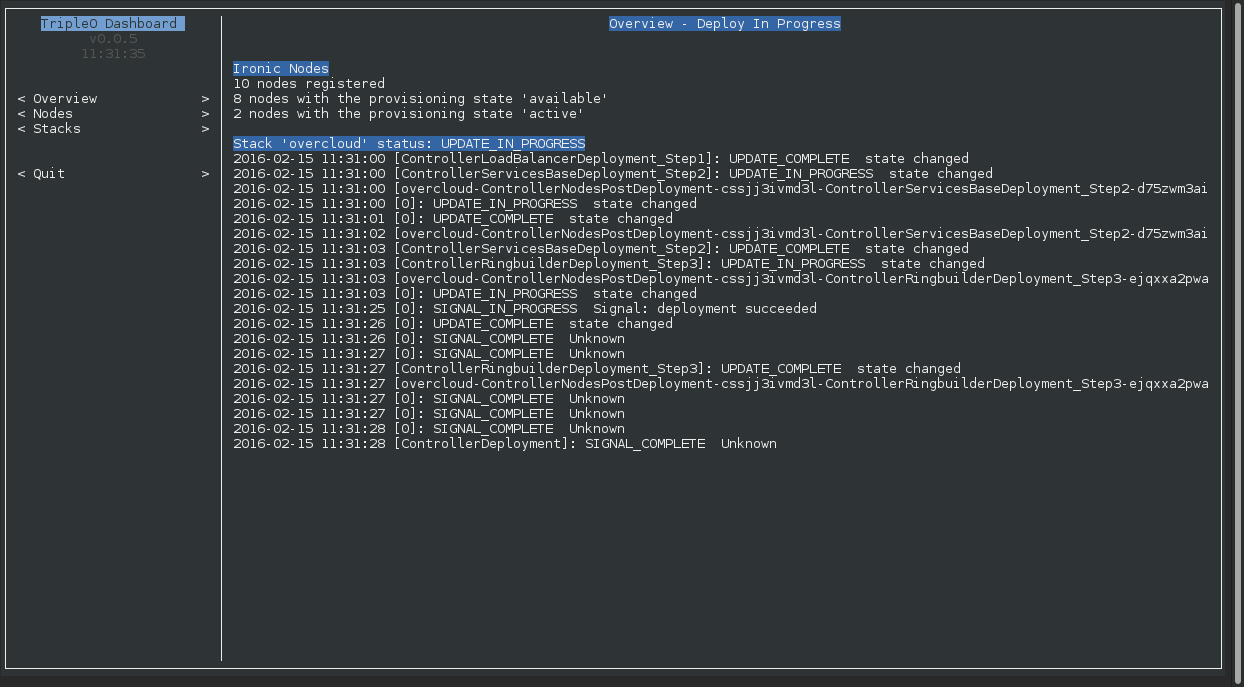 TripleO Dashboard
v0.0.5
11:31:35
< Overview >
< Nodes >
< Stacks >
< Quit >
Overview - Deploy In Progress
Ironic Nodes
10 nodes registered
8 nodes with the provisioning state 'available'
2 nodes with the provisioning state 'active'
Stack 'overcloud' status: UPDATE_IN_PROGRESS
2016-02-15 11:31:00 [ControllerLoadBalancerDeployment_Step1]: UPDATE_COMPLETE  state changed
2016-02-15 11:31:00 [ControllerServicesBaseDeployment_Step2]: UPDATE_IN_PROGRESS  state changed
2016-02-15 11:31:00 [overcloud-ControllerNodesPostDeployment-cssjj3ivmd3l-ControllerServicesBaseDeployment_Step2-d75zwm3ai
2016-02-15 11:31:00 [0]: UPDATE_IN_PROGRESS  state changed
2016-02-15 11:31:01 [0]: UPDATE_COMPLETE  state changed
2016-02-15 11:31:02 [overcloud-ControllerNodesPostDeployment-cssjj3ivmd3l-ControllerServicesBaseDeployment_Step2-d75zwm3ai
2016-02-15 11:31:03 [ControllerServicesBaseDeployment_Step2]: UPDATE_COMPLETE  state changed
2016-02-15 11:31:03 [ControllerRingbuilderDeployment_Step3]: UPDATE_IN_PROGRESS  state changed
2016-02-15 11:31:03 [overcloud-ControllerNodesPostDeployment-cssjj3ivmd3l-ControllerRingbuilderDeployment_Step3-ejqxxa2pwa
2016-02-15 11:31:03 [0]: UPDATE_IN_PROGRESS  state changed
2016-02-15 11:31:25 [0]: SIGNAL_IN_PROGRESS  Signal: deployment succeeded
2016-02-15 11:31:26 [0]: UPDATE_COMPLETE  state changed
2016-02-15 11:31:26 [0]: SIGNAL_COMPLETE  Unknown
2016-02-15 11:31:27 [0]: SIGNAL_COMPLETE  Unknown
2016-02-15 11:31:27 [ControllerRingbuilderDeployment_Step3]: UPDATE_COMPLETE  state changed
2016-02-15 11:31:27 [overcloud-ControllerNodesPostDeployment-cssjj3ivmd3l-ControllerRingbuilderDeployment_Step3-ejqxxa2pwa
2016-02-15 11:31:27 [0]: SIGNAL_COMPLETE  Unknown
2016-02-15 11:31:27 [0]: SIGNAL_COMPLETE  Unknown
2016-02-15 11:31:28 [0]: SIGNAL_COMPLETE  Unknown
2016-02-15 11:31:28 [ControllerDeployment]: SIGNAL_COMPLETE  Unknown